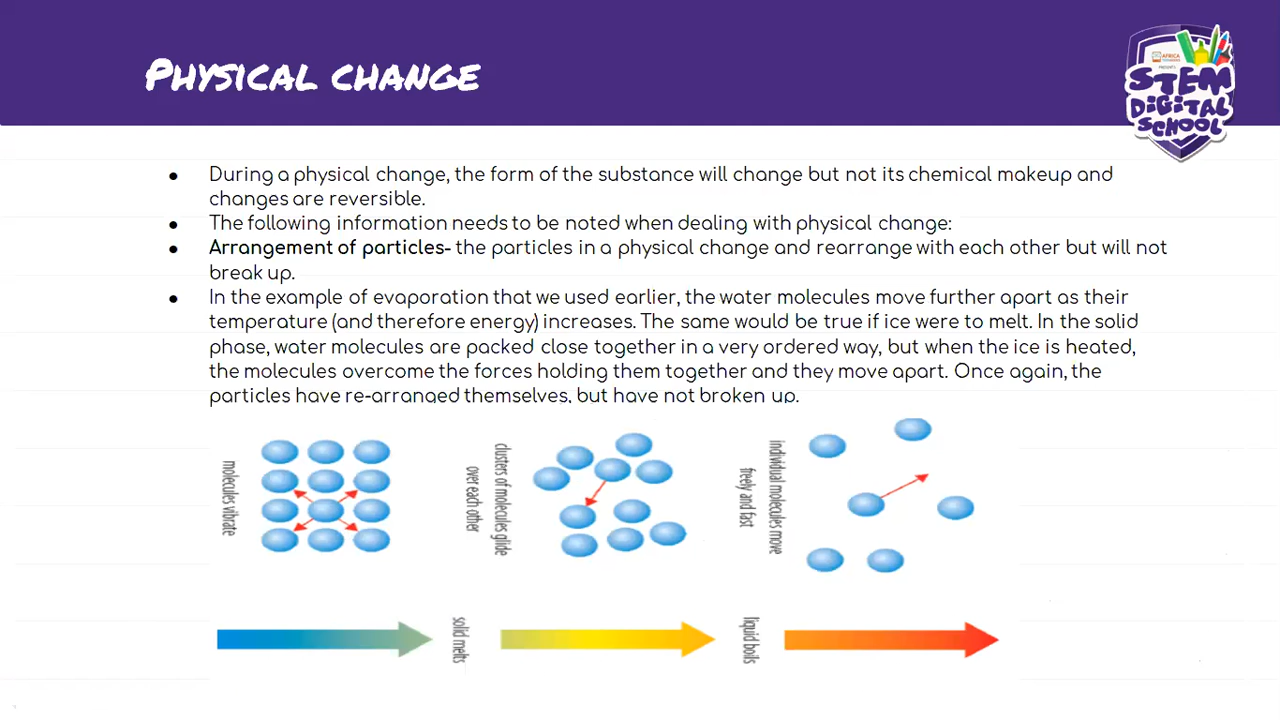 Physical change
AFRICA
PRESENTS
STEM
DIGITAL
SCHOOL
During a physical change, the form of the substance will change but not its chemical makeup and
changes are reversible.
The following information needs to be noted when dealing with physical change:
Arrangement of particles- the particles in a physical change and rearrange with each other but will not
break up.
In the example of evaporation that we used earlier, the water molecules move further apart as their
temperature (and therefore energy) increases. The same would be true if ice were to melt. In the solid
phase, water molecules are packed close together in a very ordered way, but when the ice is heated,
the molecules overcome the forces holding them together and they move apart. Once again, the
particles have re-arranged themselves, but have not broken up.
molecules vibrate
clusters of molecules glide
over each other
individual molecules move
freely and fast
solid melts
liquid boils